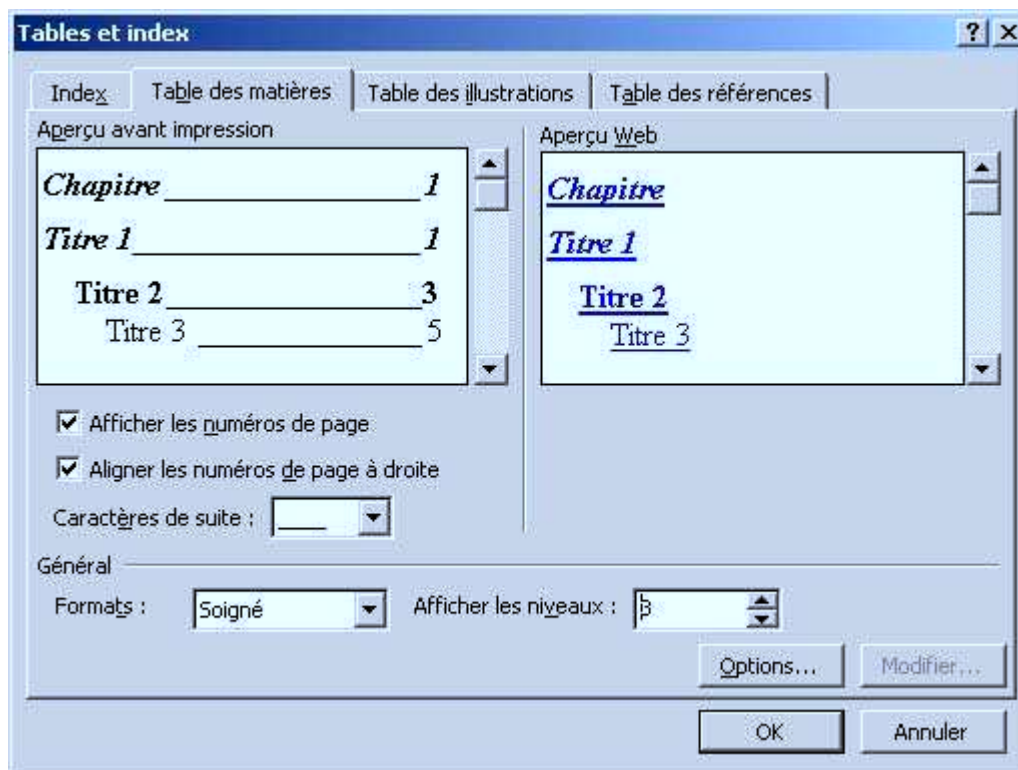 Tables et index
Index Table des matières Table des illustrations Table des références
Aperçu avant impression
Chapitre 1
Titre 1 1
Titre 2 3
Titre 3 5
Aperçu Web
Chapitre
Titre 1
Titre 2
Titre 3
Afficher les numéros de page
Aligner les numéros de page à droite
Caractères de suite : ____
Général
Formats : Soigné Afficher les niveaux : 3
Options... Modifier...
OK Annuler